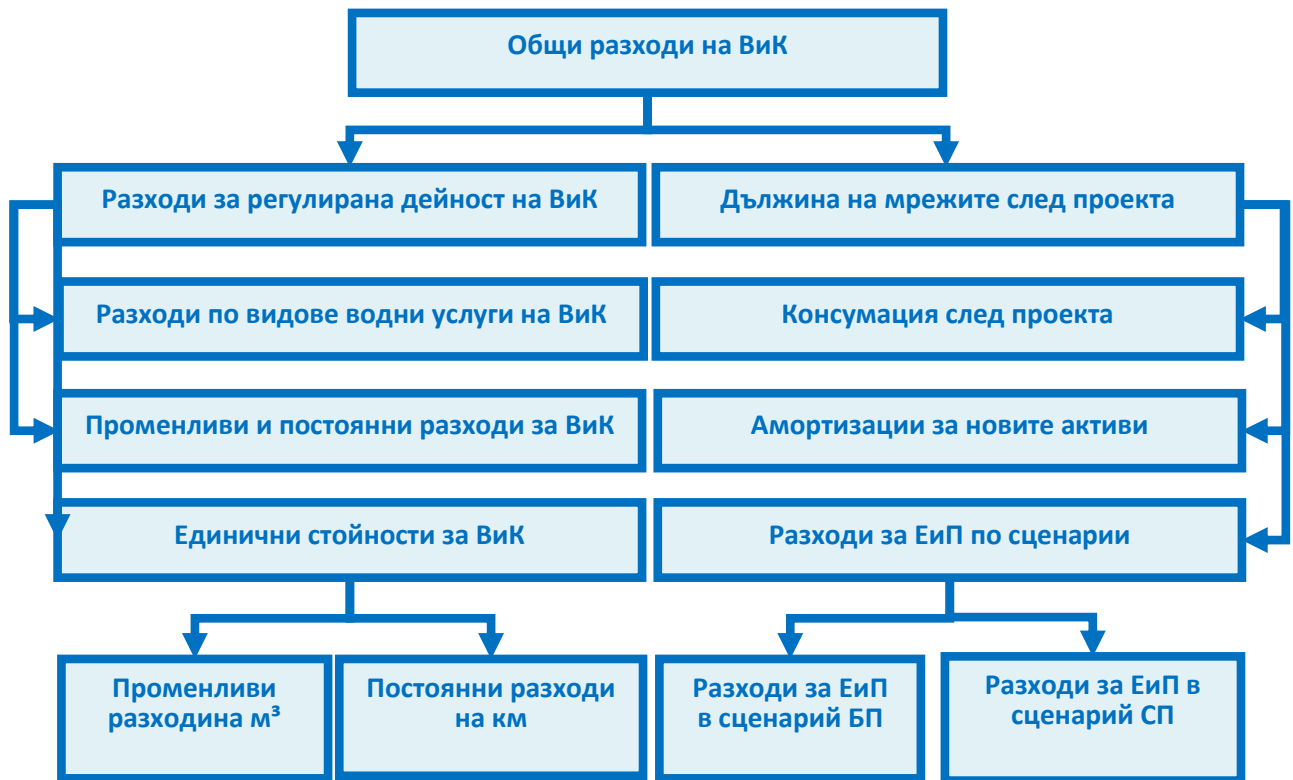 Общи разходи на ВиК
Разходи за регулирана дейност на ВиК
Дължина на мрежите след проекта
Разходи по видове водни услуги на ВиК
Консумация след проекта
Променливи и постоянни разходи за ВиК
Амортизации за новите активи
Единични стойности за ВиК
Разходи за ЕиП по сценарии
Променливи
разходина м³
Постоянни разходи
на км
Разходи за ЕиП
в сценарий БП
Разходи за ЕиП в
сценарий СП